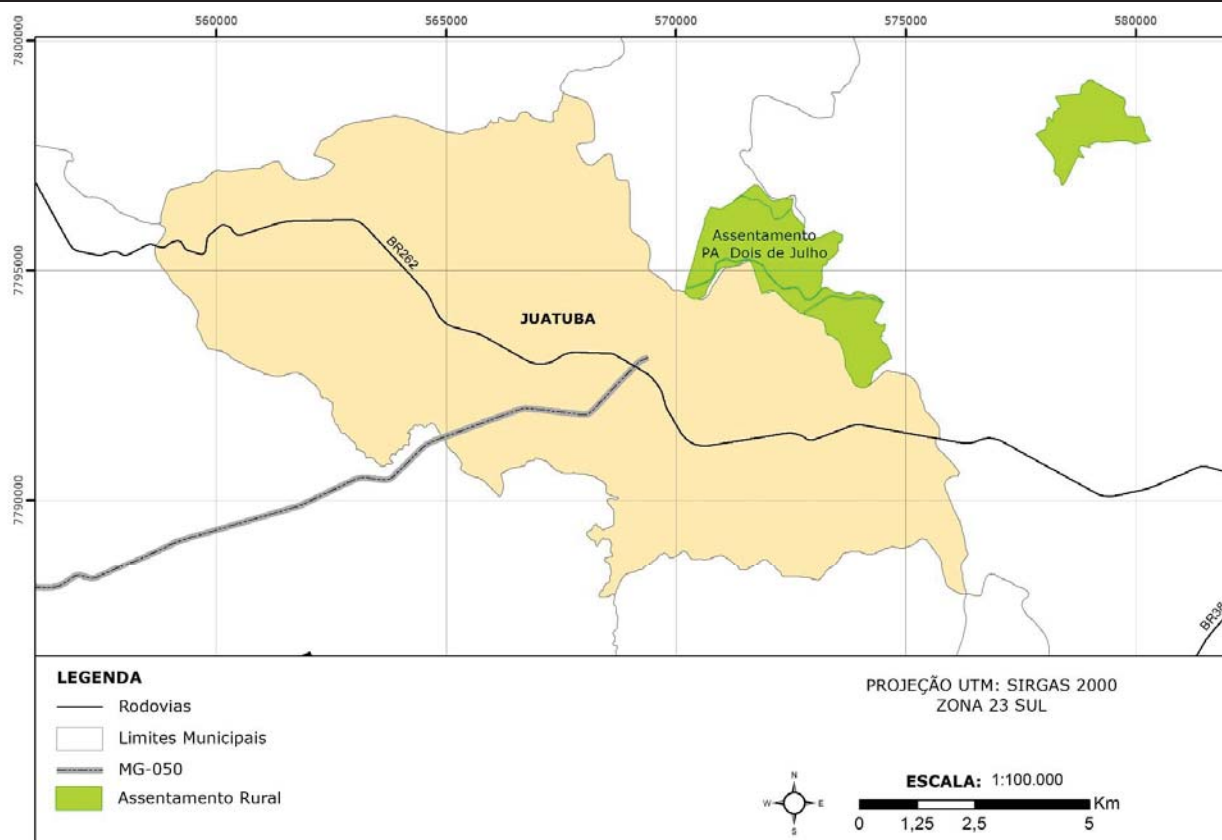 560000
565000
570000
575000
580000
7800000
7795000
7790000
BR262
JUATUBA
Assentamento
PA Dois de Julho
BR38
LEGENDA
Rodovias
Limites Municipais
MG-050
Assentamento Rural
PROJEÇÃO UTM: SIRGAS 2000
ZONA 23 SUL
N
W
E
S
ESCALA: 1:100.000
Km
0 1,25 2,5 5